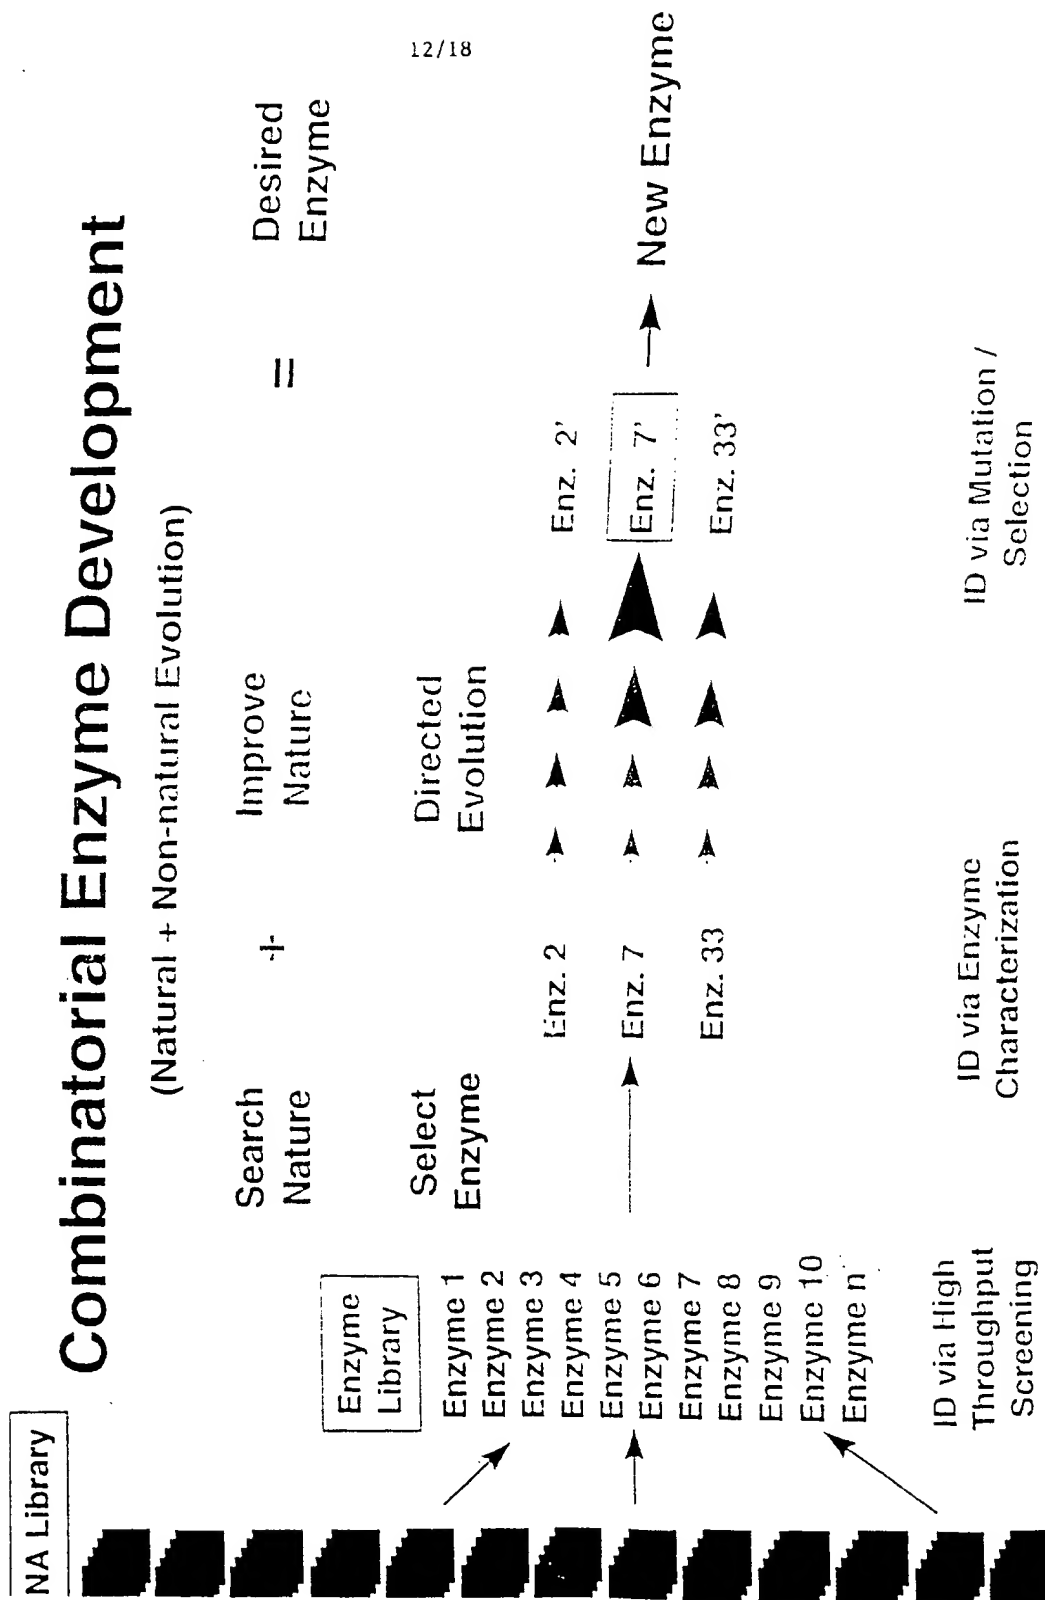 12/18
NA Library
Combinatorial Enzyme Development
(Natural + Non-natural Evolution)
Search
Nature
+
Improve
Nature
=
Desired
Enzyme
Enzyme
Library
Select
Enzyme
Directed
Evolution
Enzyme 1
Enzyme 2
Enzyme 3
Enzyme 4
Enzyme 5
Enzyme 6
Enzyme 7
Enzyme 8
Enzyme 9
Enzyme 10
Enzyme n
Enz. 2
Enz. 7
Enz. 33
Enz. 2'
Enz. 7'
Enz. 33'
New Enzyme
ID via High
Throughput
Screening
ID via Enzyme
Characterization
ID via Mutation /
Selection